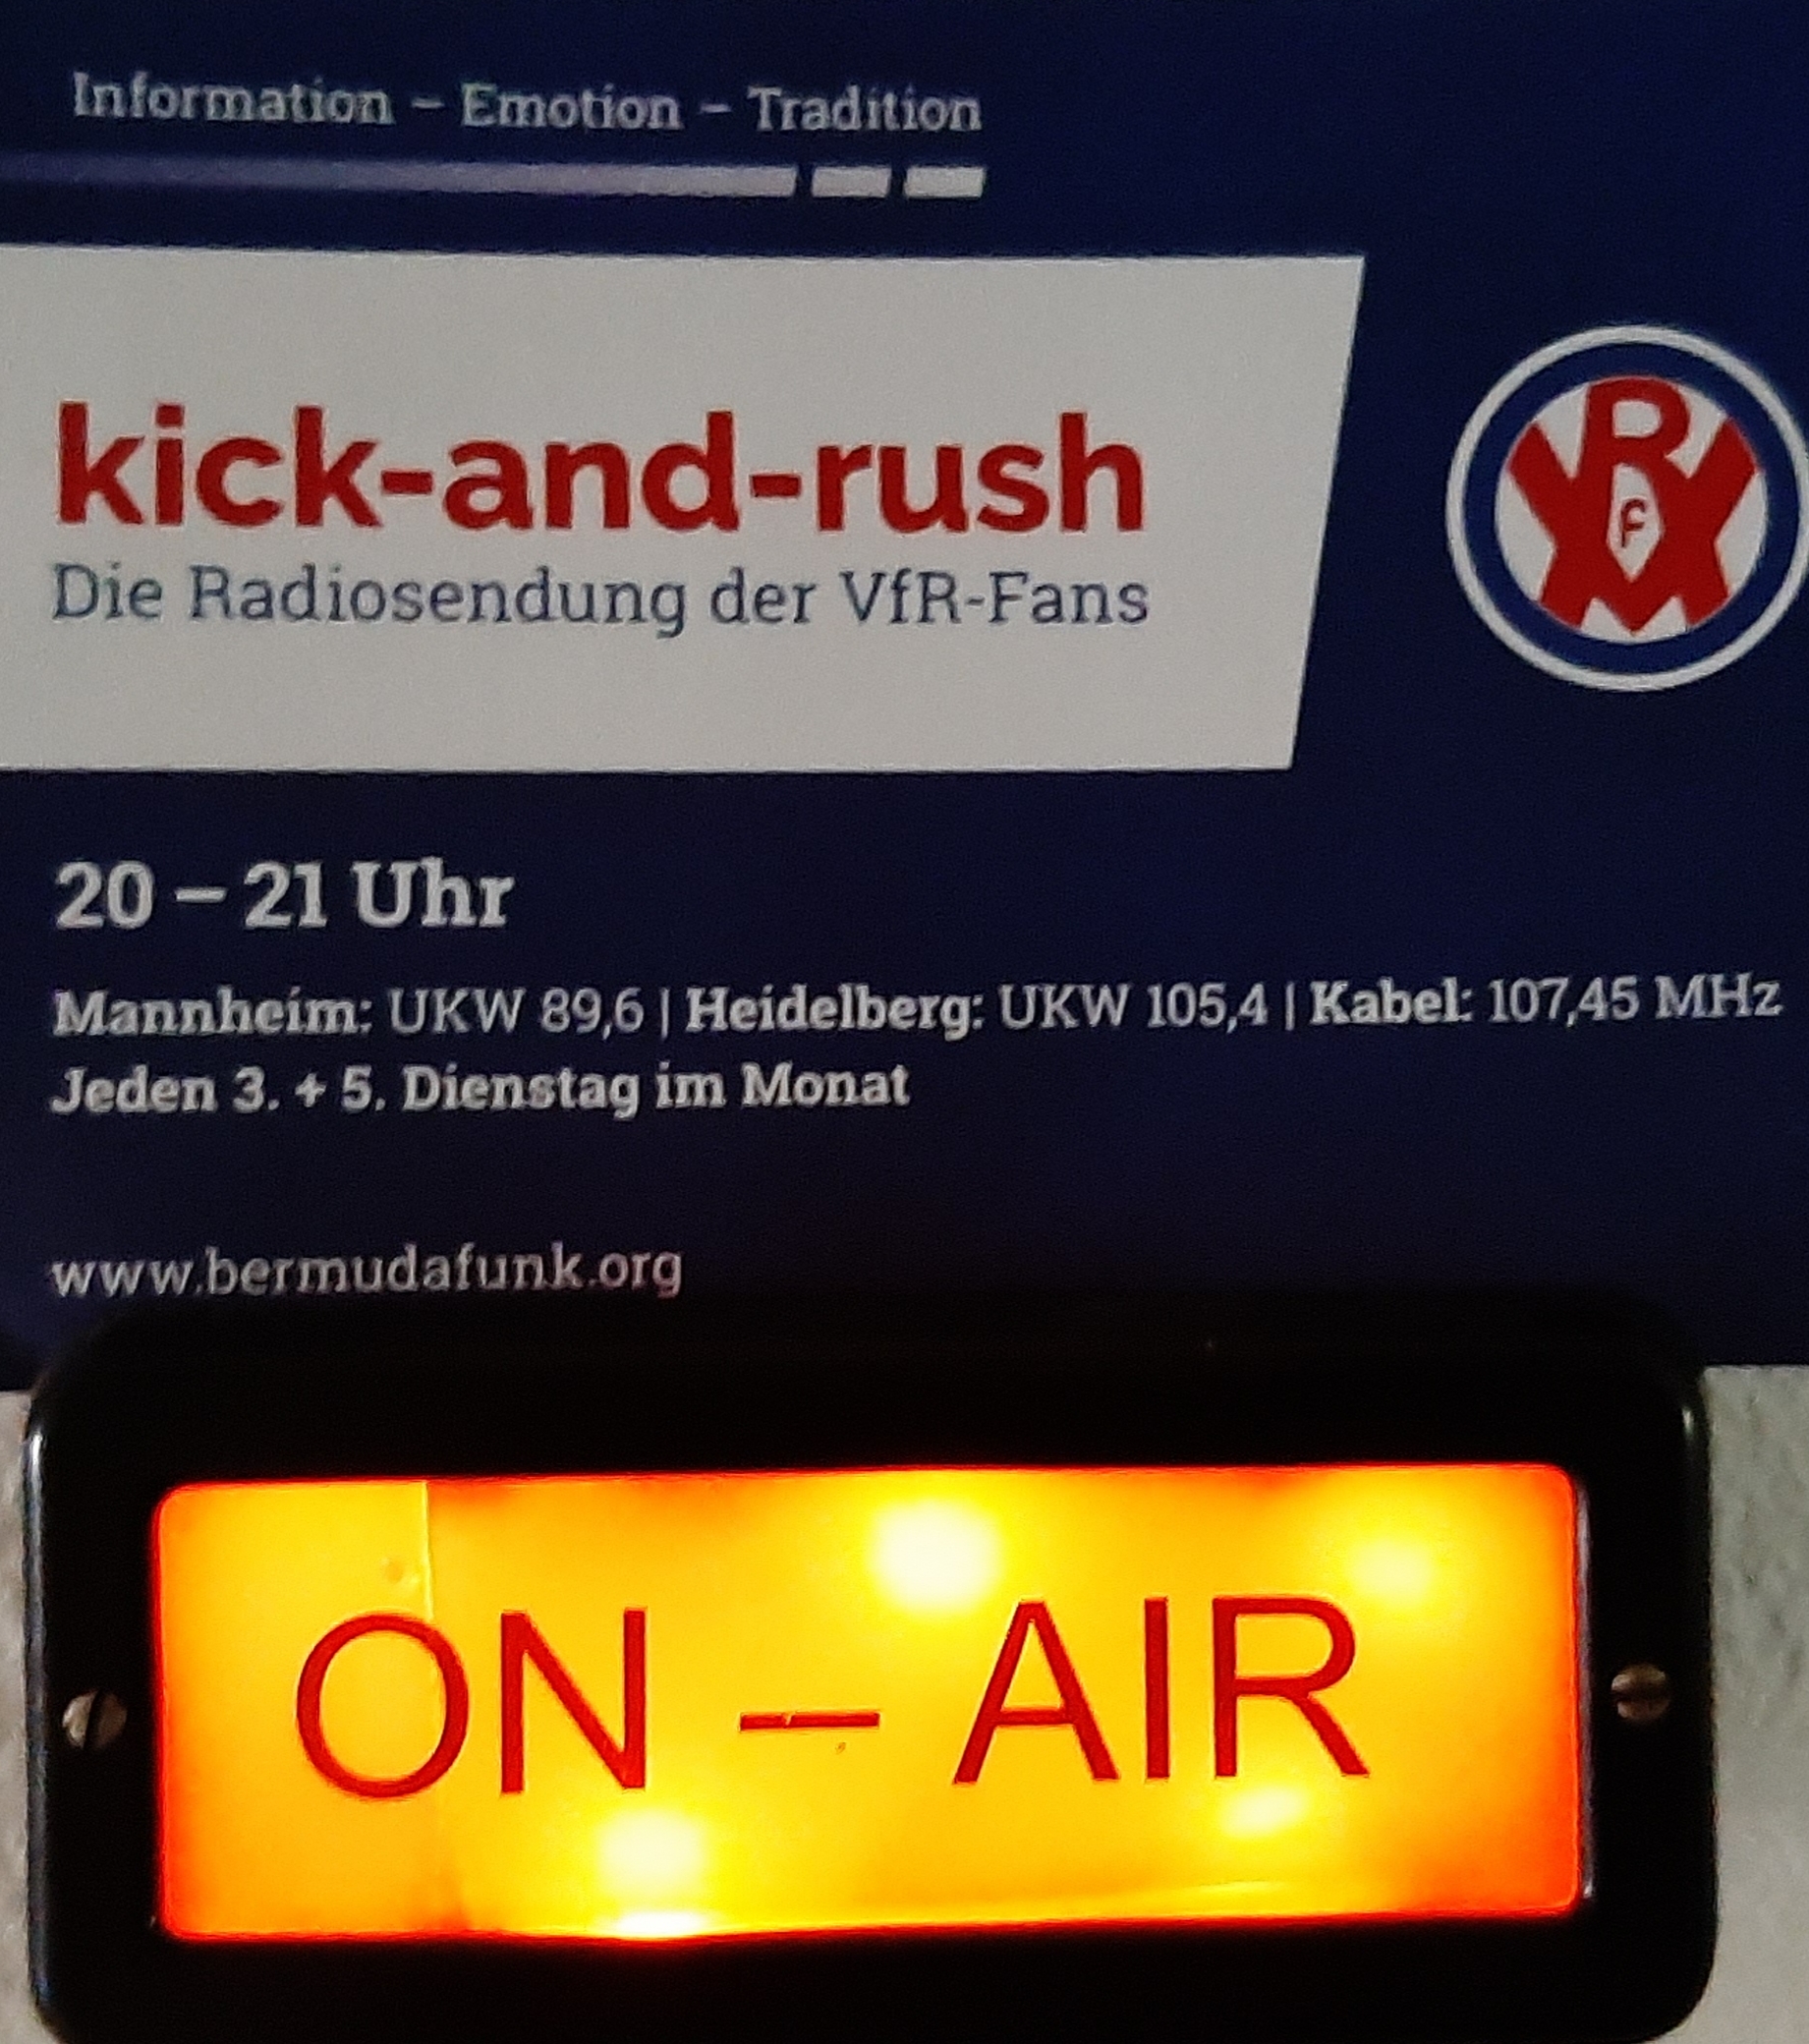 Information – Emotion – Tradition
kick-and-rush
Die Radiosendung der VfR-Fans
VfR M
20 – 21 Uhr
Mannheim: UKW 89,6 | Heidelberg: UKW 105,4 | Kabel: 107,45 MHz
Jeden 3. + 5. Dienstag im Monat
www.bermudafunk.org
ON – AIR